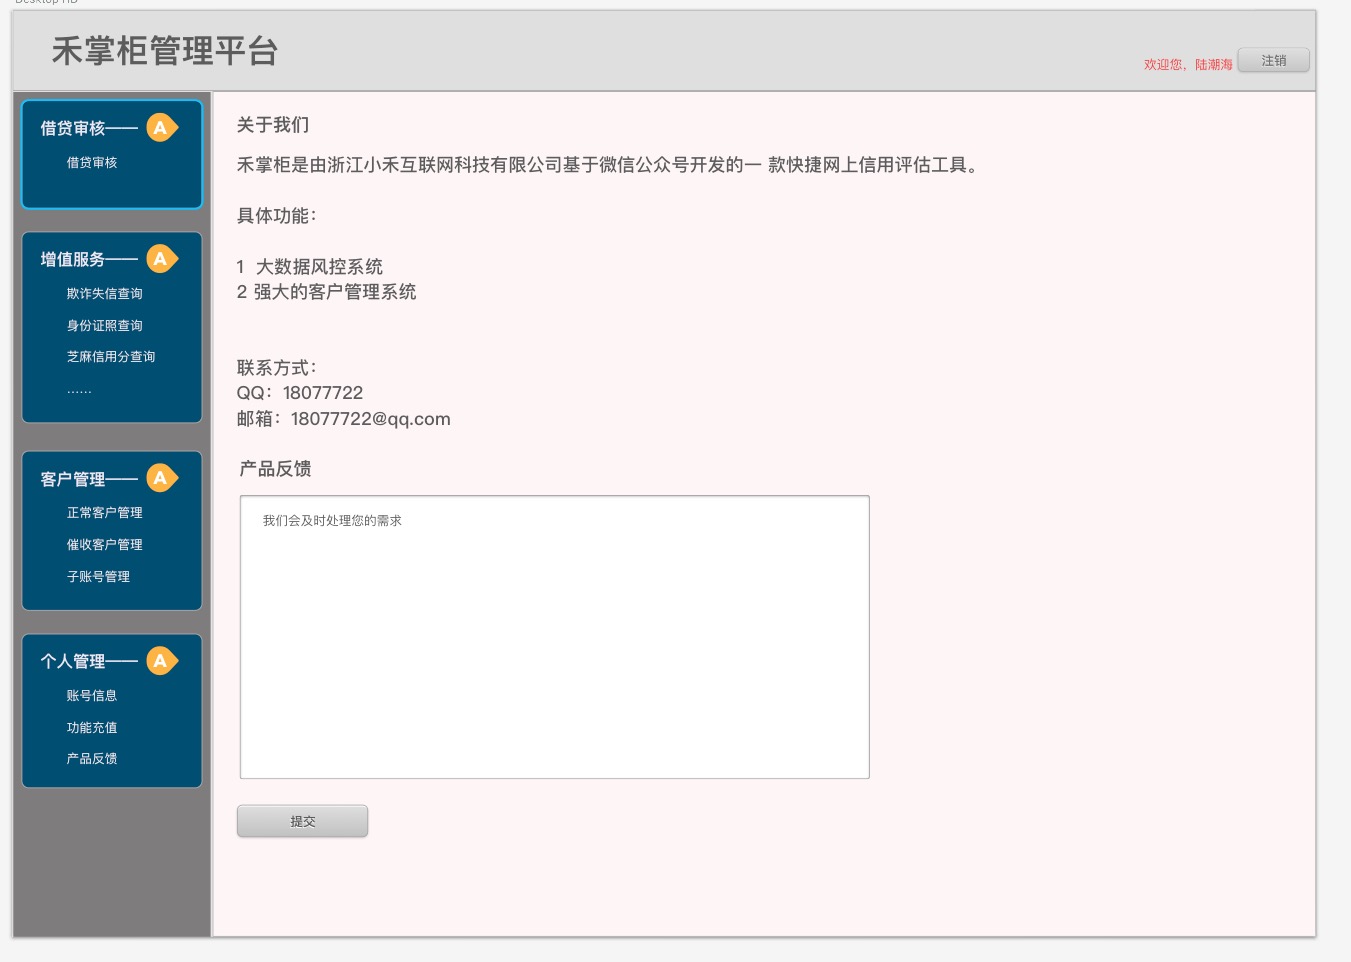 Desktop HD
禾掌柜管理平台
欢迎您，陆潮海
注销
借贷审核—— A
借贷审核
增值服务—— A
欺诈失信查询
身份证照查询
芝麻信用分查询
......
客户管理—— A
正常客户管理
催收客户管理
子账号管理
个人管理—— A
账号信息
功能充值
产品反馈
关于我们
禾掌柜是由浙江小禾互联网科技有限公司基于微信公众号开发的一 款快捷网上信用评估工具。
具体功能：
1 大数据风控系统
2 强大的客户管理系统
联系方式：
QQ：18077722
邮箱：18077722@qq.com
产品反馈
我们会及时处理您的需求
提交